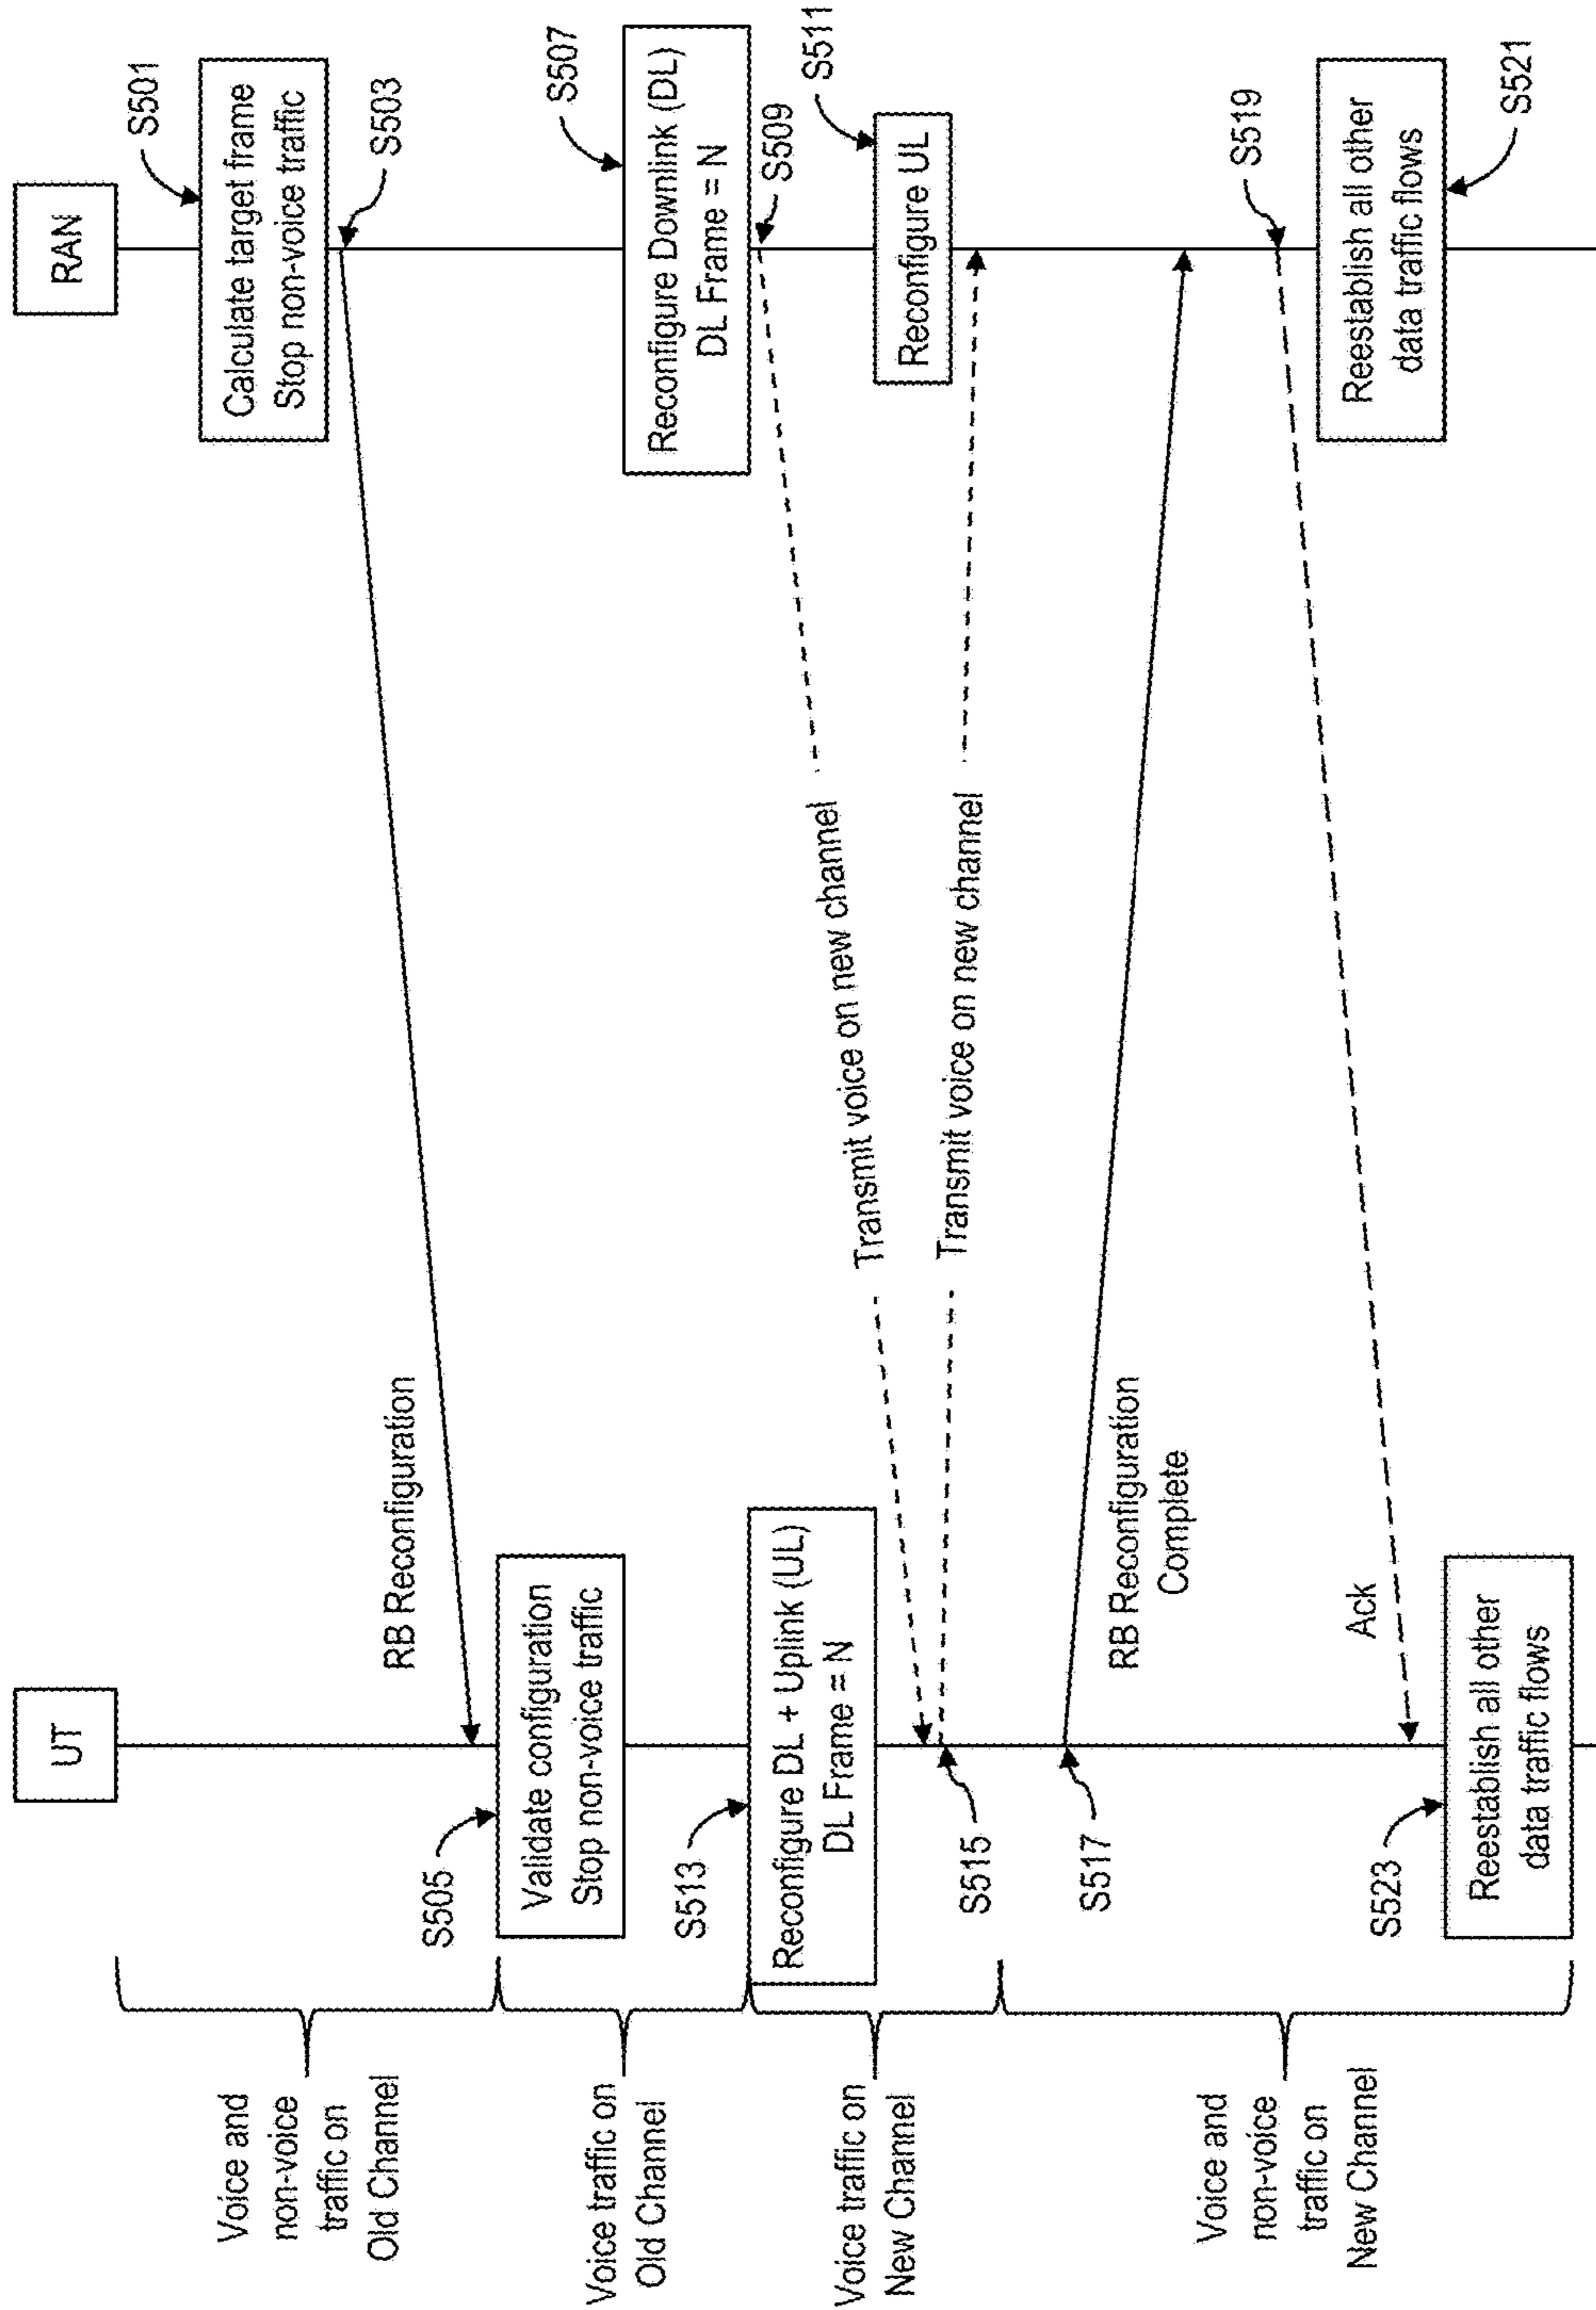 UT
RAN
S501
Calculate target frame
Stop non-voice traffic
S503
RB Reconfiguration
S505
Validate configuration
Stop non-voice traffic
S507
Reconfigure Downlink (DL)
DL Frame = N
S509
S513
Reconfigure DL + Uplink (UL)
DL Frame = N
S511
Reconfigure UL
Transmit voice on new channel
Transmit voice on new channel
S515
S517
RB Reconfiguration
Complete
S519
Ack
Reestablish all other
data traffic flows
S521
S523
Reestablish all other
data traffic flows
Voice and
non-voice
traffic on
Old Channel
Voice traffic on
Old Channel
Voice traffic on
New Channel
Voice and
non-voice
traffic on
New Channel